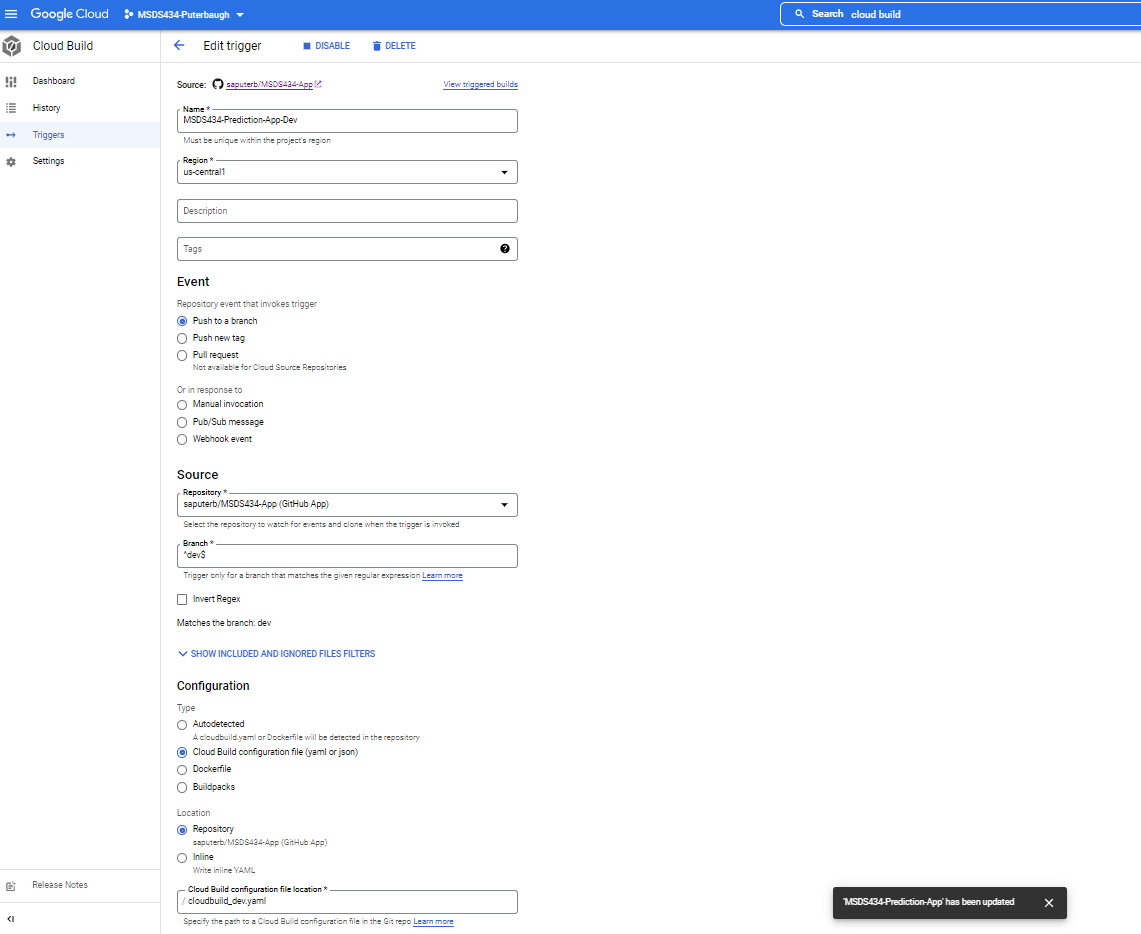 Google Cloud
MSDS434-Puterbaugh
Search cloud build
Cloud Build
Edit trigger
DISABLE
DELETE
Dashboard
History
Triggers
Settings
Release Notes
Source: saputerb/MSDS434-App
View triggered builds
Name *
MSDS434-Prediction-App-Dev
Must be unique within the project's region
Region *
us-central1
Description
Tags
Event
Repository event that invokes trigger
Push to a branch
Push new tag
Pull request
Not available for Cloud Source Repositories
Or in response to
Manual invocation
Pub/Sub message
Webhook event
Source
Repository *
saputerb/MSDS434-App (GitHub App)
Select the repository to watch for events and clone when the trigger is invoked
Branch *
^dev$
Trigger only for a branch that matches the given regular expression Learn more
Invert Regex
Matches the branch: dev
SHOW INCLUDED AND IGNORED FILES FILTERS
Configuration
Type
Autodetected
A cloudbuild.yaml or Dockerfile will be detected in the repository
Cloud Build configuration file (yaml or json)
Dockerfile
Buildpacks
Location
Repository
saputerb/MSDS434-App (GitHub App)
Inline
Write inline YAML
Cloud Build configuration file location *
/ cloudbuild_dev.yaml
Specify the path to a Cloud Build configuration file in the Git repo Learn more
'MSDS434-Prediction-App' has been updated